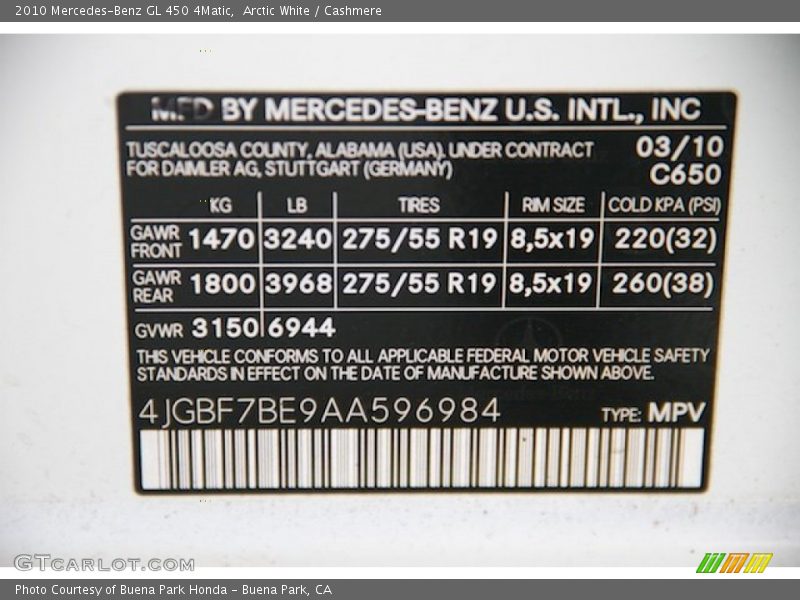 2010 Mercedes-Benz GL 450 4Matic,  Arctic White / Cashmere
MFD BY MERCEDES-BENZ U.S. INTL., INC
TUSCALOOSA COUNTY, ALABAMA (USA), UNDER CONTRACT 03/10
FOR DAIMLER AG, STUTTGART (GERMANY) C650
KG LB TIRES RIM SIZE COLD KPA (PSI)
GAWR FRONT 1470 3240 275/55 R19 8,5x19 220(32)
GAWR REAR 1800 3968 275/55 R19 8,5x19 260(38)
GVWR 3150 6944
THIS VEHICLE CONFORMS TO ALL APPLICABLE FEDERAL MOTOR VEHICLE SAFETY
STANDARDS IN EFFECT ON THE DATE OF MANUFACTURE SHOWN ABOVE.
4JGBF7BE9AA596984 TYPE: MPV
GTCARLOT.COM
Photo Courtesy of Buena Park Honda - Buena Park, CA